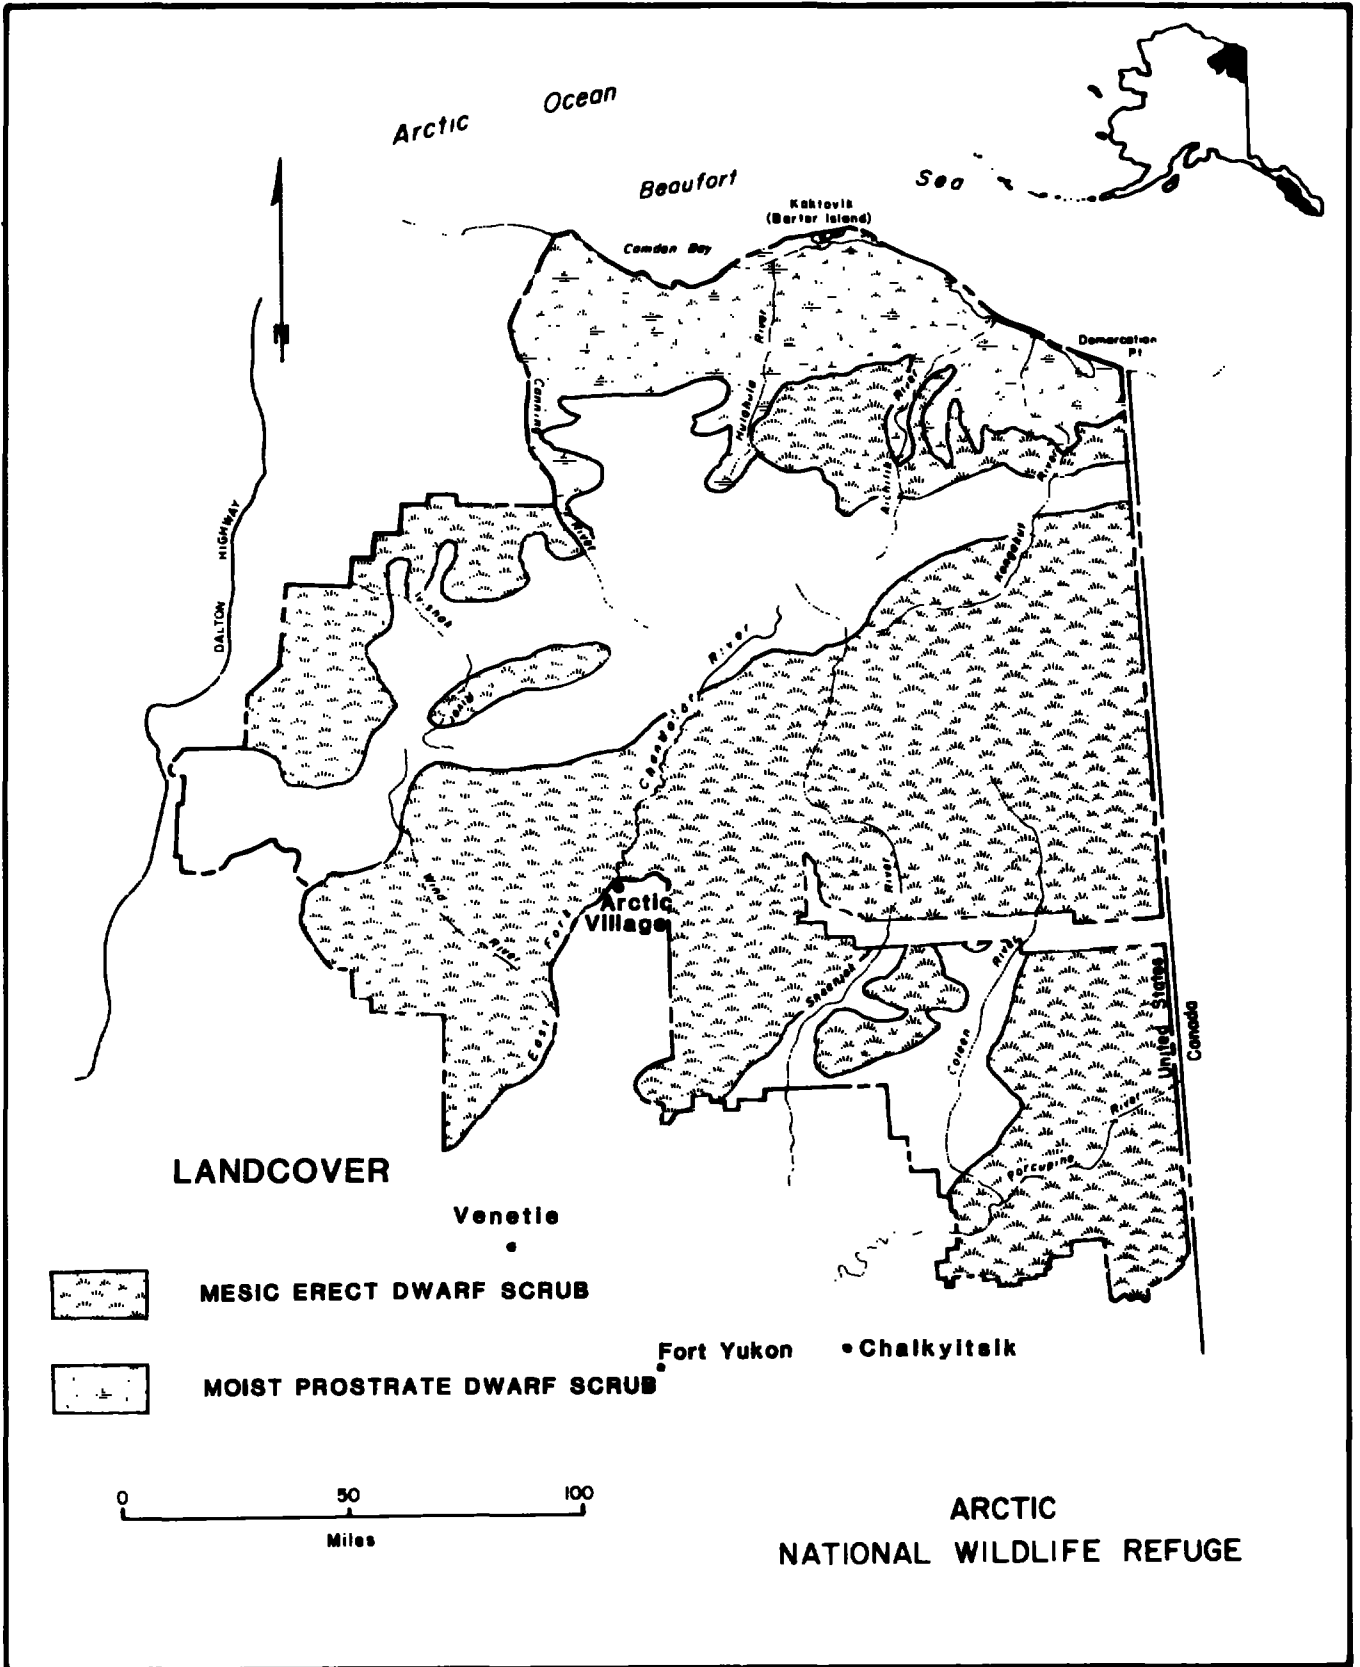 Arctic Ocean
Beaufort Sea
Kaktovik
(Barter Island)
Camden Bay
Demarcation
Pt
N
River
Hulahula
Canning
River
River
Aichilik
River
Kongakut
DALTON HIGHWAY
Ivishak
River
Chandalar
Wind
River
East Fork
Arctic
Village
River
Sheenjek
River
Coleen
Porcupine
River
United States
Canada
LANDCOVER
Venetie
MESIC ERECT DWARF SCRUB
Fort Yukon
Chalkyitsik
MOIST PROSTRATE DWARF SCRUB
0 50 100
Miles
ARCTIC
NATIONAL WILDLIFE REFUGE